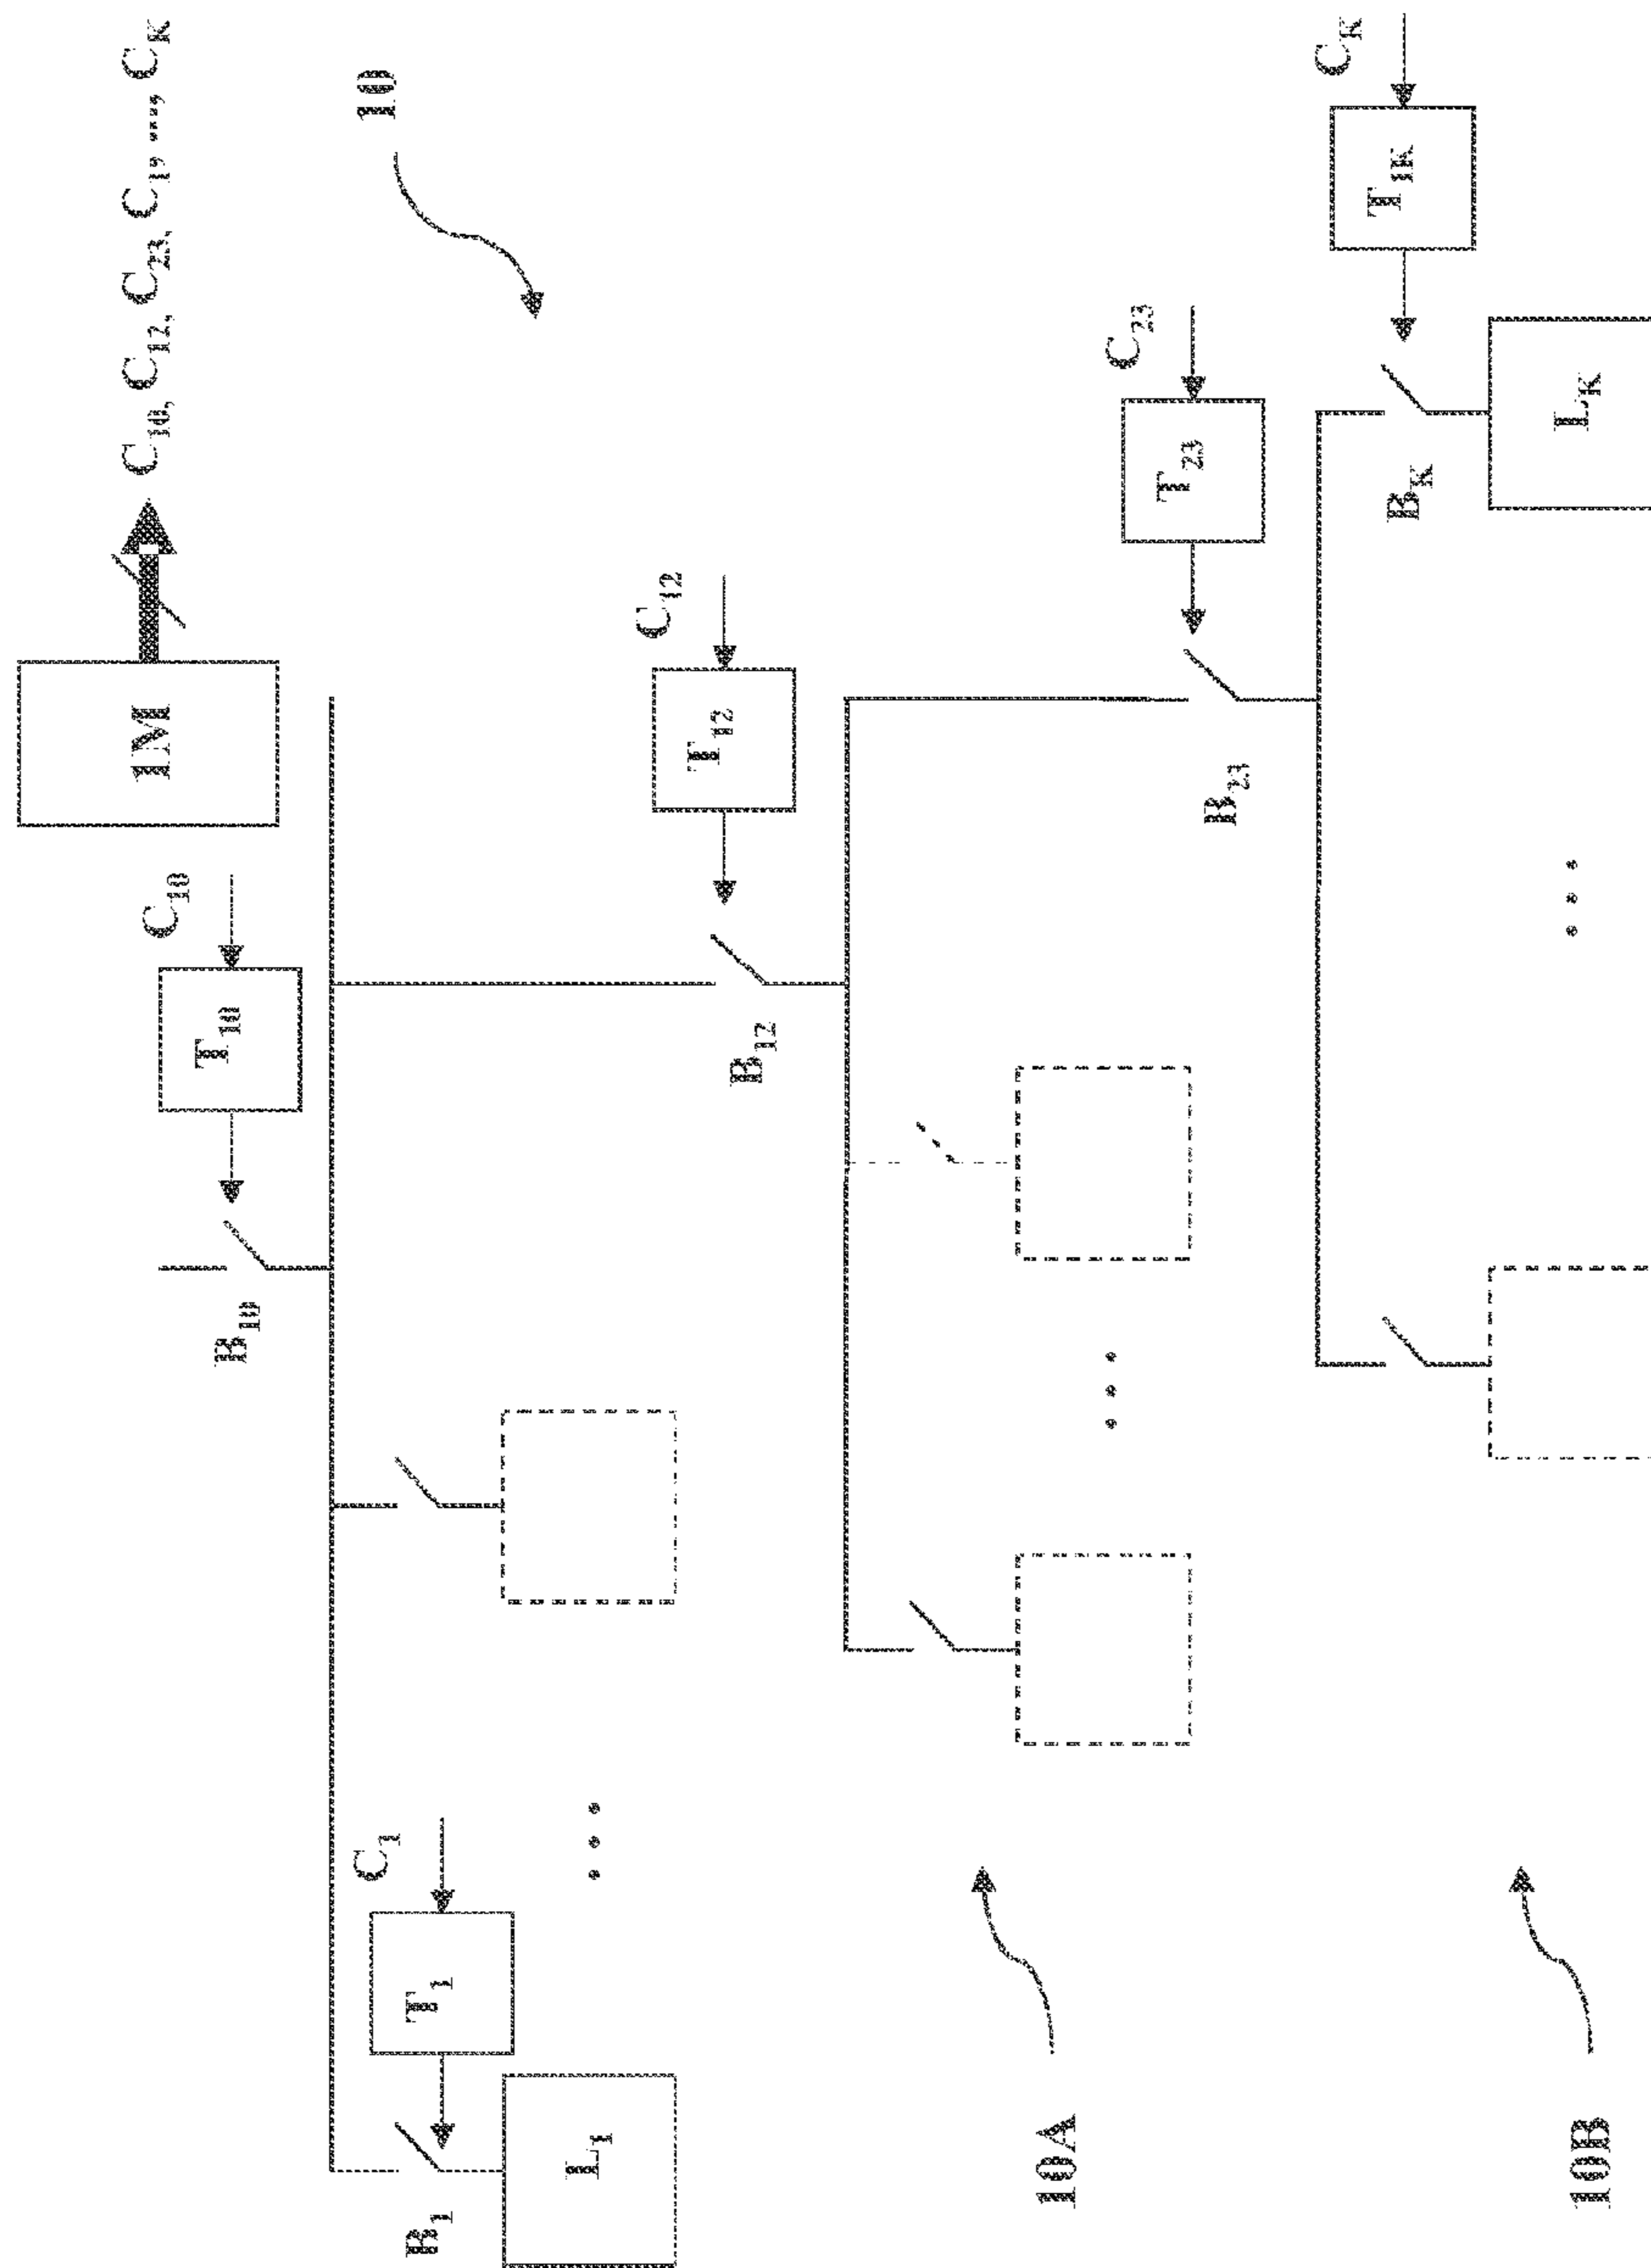 1M
C10, C12, C23, C1, ..., CK
10
C10
T10
B10
C12
T12
B12
C1
T1
B1
L1
C23
T23
B23
CK
T1K
BK
LK
10A
10B